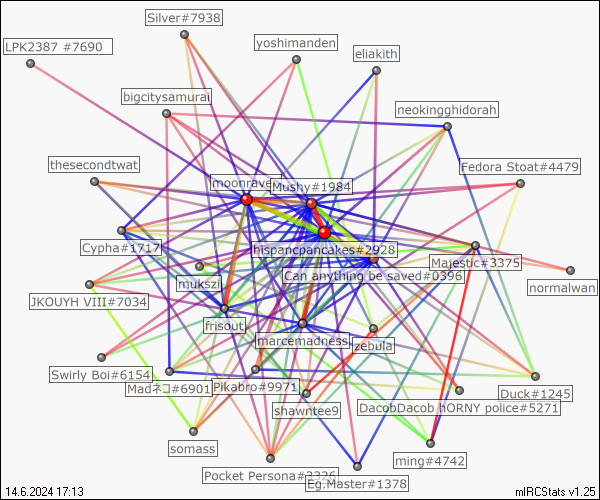 Silver#7938
LPK2387 #7690
yoshimanden
eliakith
bigcitysamurai
neokingghidorah
thesecondtwat
Fedora Stoat#4479
moonrave
Mushy#1984
Cypha#1717
hispancpancakes#2928
Majestic#3375
Can anything be saved#0396
mukszi
normalwan
JKOUYH VIII#7034
frisout
marcemadness
zebula
Swirly Boi#6154
Madネコ#6901
Pikabro#9971
Duck#1245
shawntee9
DacobDacob hORNY police#5271
somass
ming#4742
Pocket Persona#3326
Eg.Master#1378
14.6.2024 17:13
mIRCStats v1.25